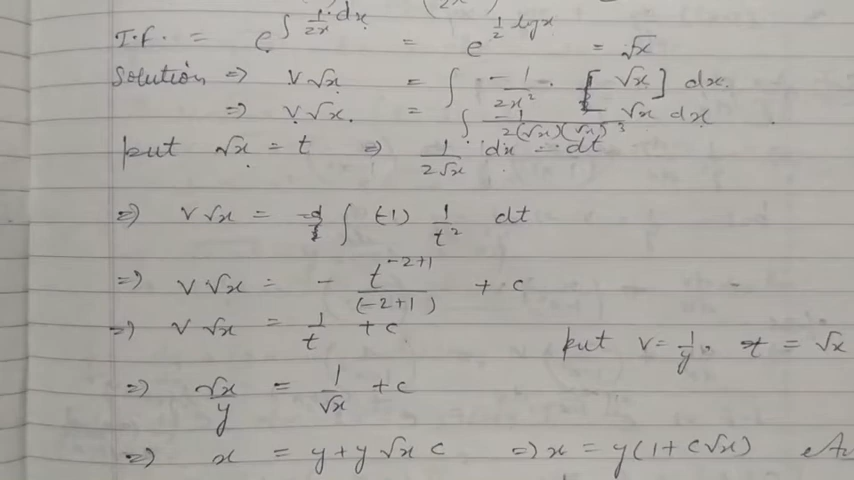 I.F. = e^{∫ 1/2x · dx} = e^{1/2 log x} = √x
Solution ⇒ v√x = ∫ -1/2x² · [√x] dx.
⇒ v√x. = ∫ -1/2(√x)(√x)³ √x dx
put √x = t ⇒ 1/2√x · dx = dt
⇒ v√x = ∫ (-1) 1/t² dt
⇒ v√x = - t^{-2+1}/(-2+1) + c
⇒ v√x = 1/t + c.
put v = 1/y. t = √x
⇒ √x/y = 1/√x + c
⇒ x = y + y√x c ⇒ x = y(1 + c√x)